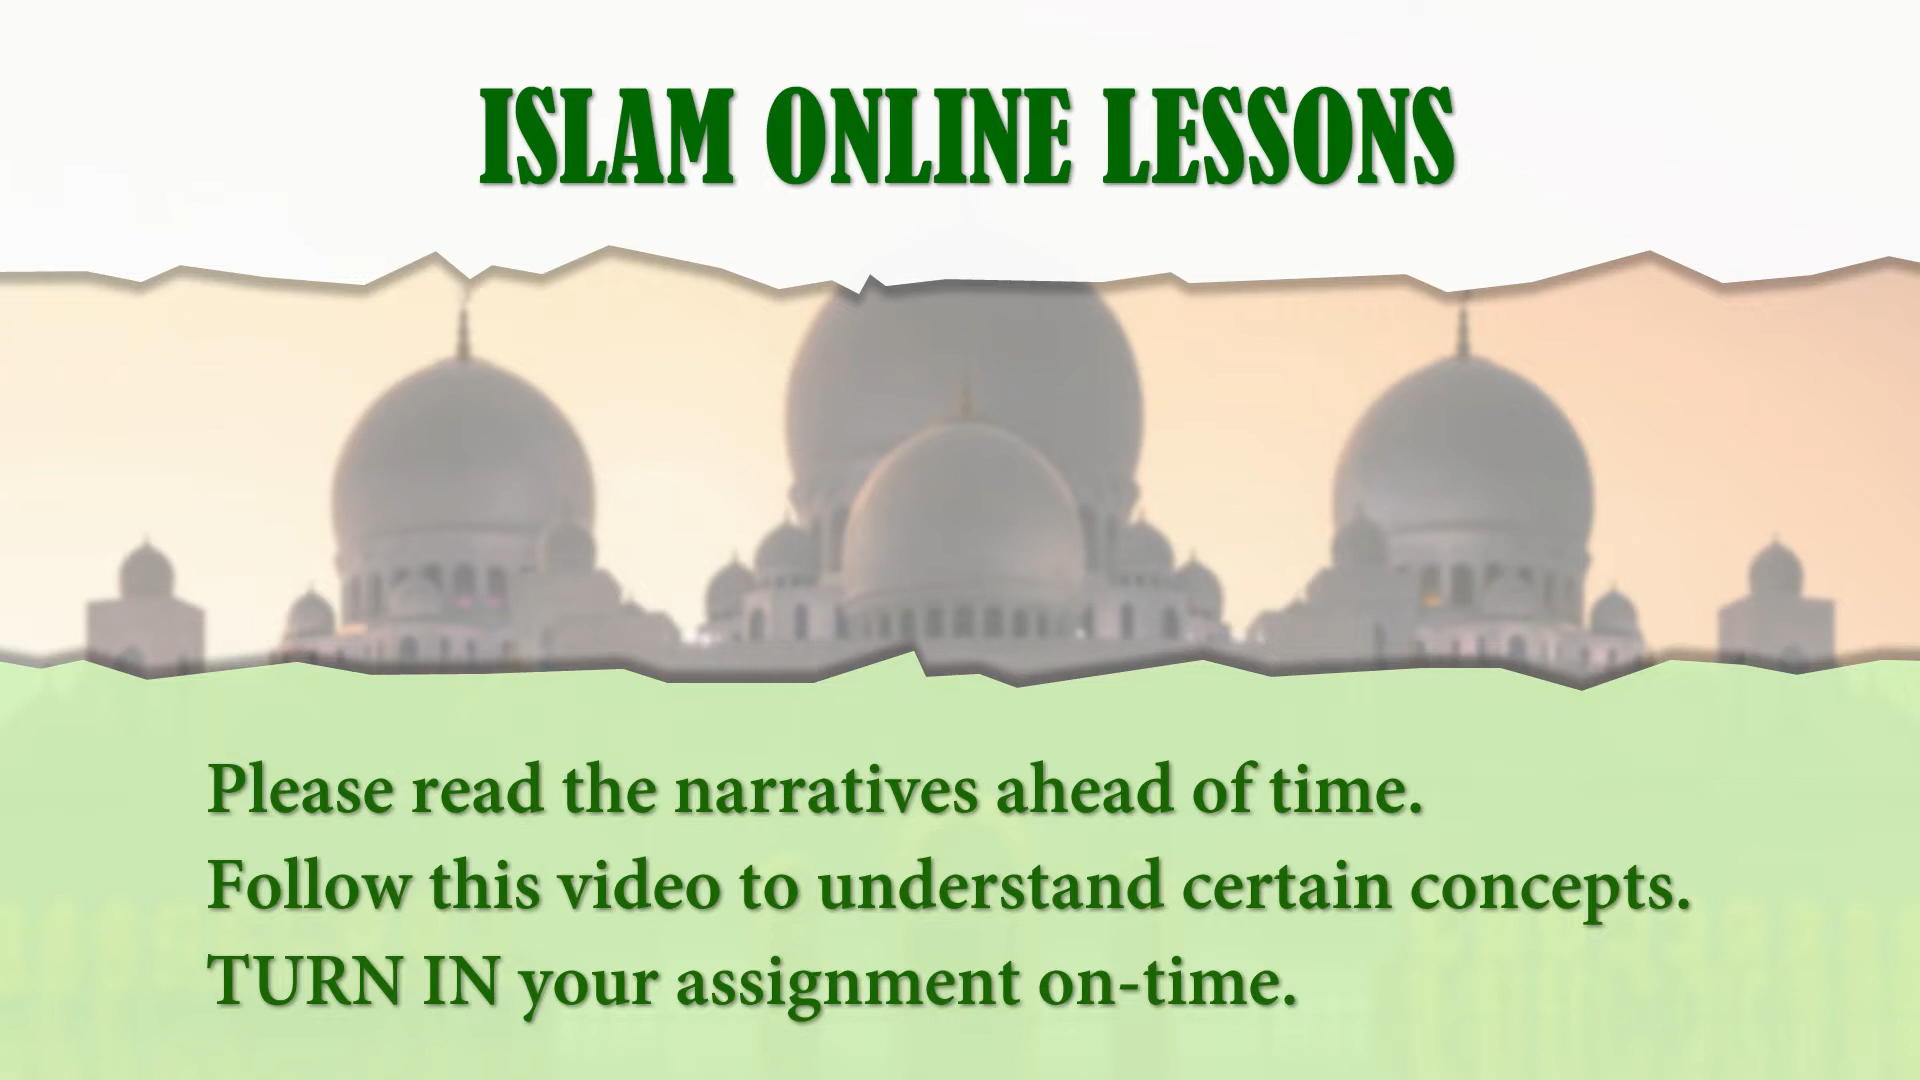 ISLAM ONLINE LESSONS
Please read the narratives ahead of time.
Follow this video to understand certain concepts.
TURN IN your assignment on-time.